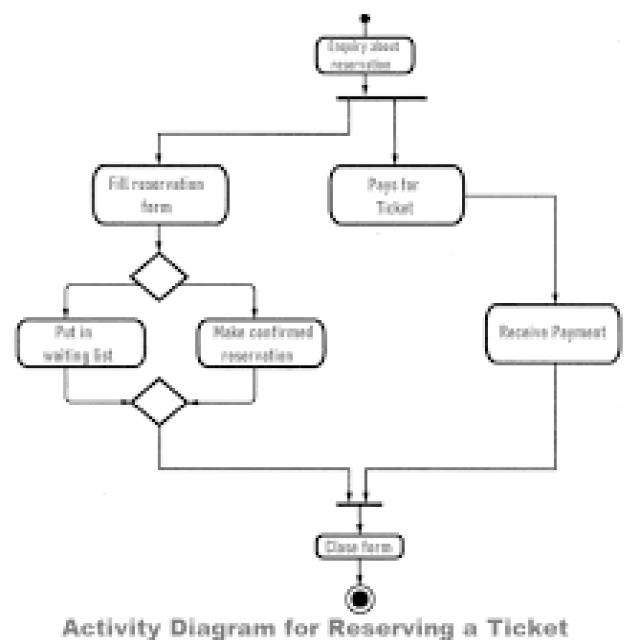 Enquiry about
reservation
Fill reservation
form
Pays for
Ticket
Put in
waiting list
Make confirmed
reservation
Receive Payment
Close form
Activity Diagram for Reserving a Ticket